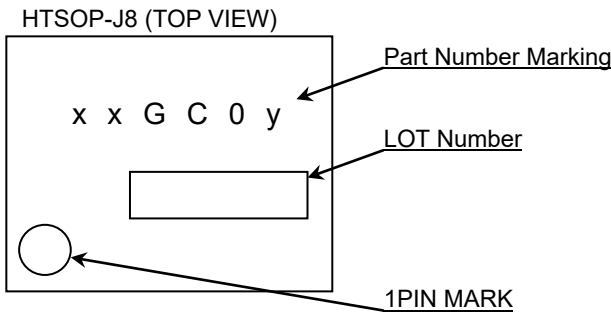 HTSOP-J8 (TOP VIEW)
Part Number Marking
x x G C 0 y
LOT Number
1PIN MARK